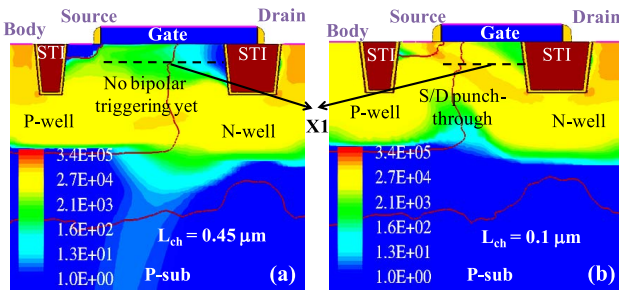 Body
Source
Gate
Drain
STI
STI
No bipolar
triggering yet
P-well
N-well
3.4E+05
2.7E+04
2.1E+03
1.6E+02
1.3E+01
1.0E+00
Lch = 0.45 μm
P-sub
(a)
X1
Body
Source
Gate
Drain
STI
STI
S/D punch-
through
P-well
N-well
3.4E+05
2.7E+04
2.1E+03
1.6E+02
1.3E+01
1.0E+00
Lch = 0.1 μm
P-sub
(b)